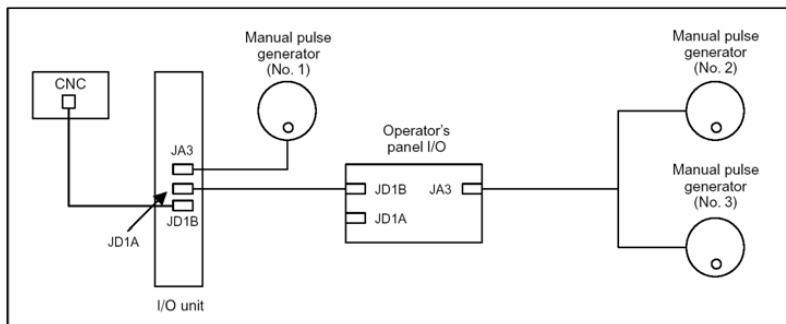 Manual pulse
generator
(No. 1)
CNC
JA3
JD1B
JD1A
I/O unit
Operator's
panel I/O
JD1B
JA3
JD1A
Manual pulse
generator
(No. 2)
Manual pulse
generator
(No. 3)